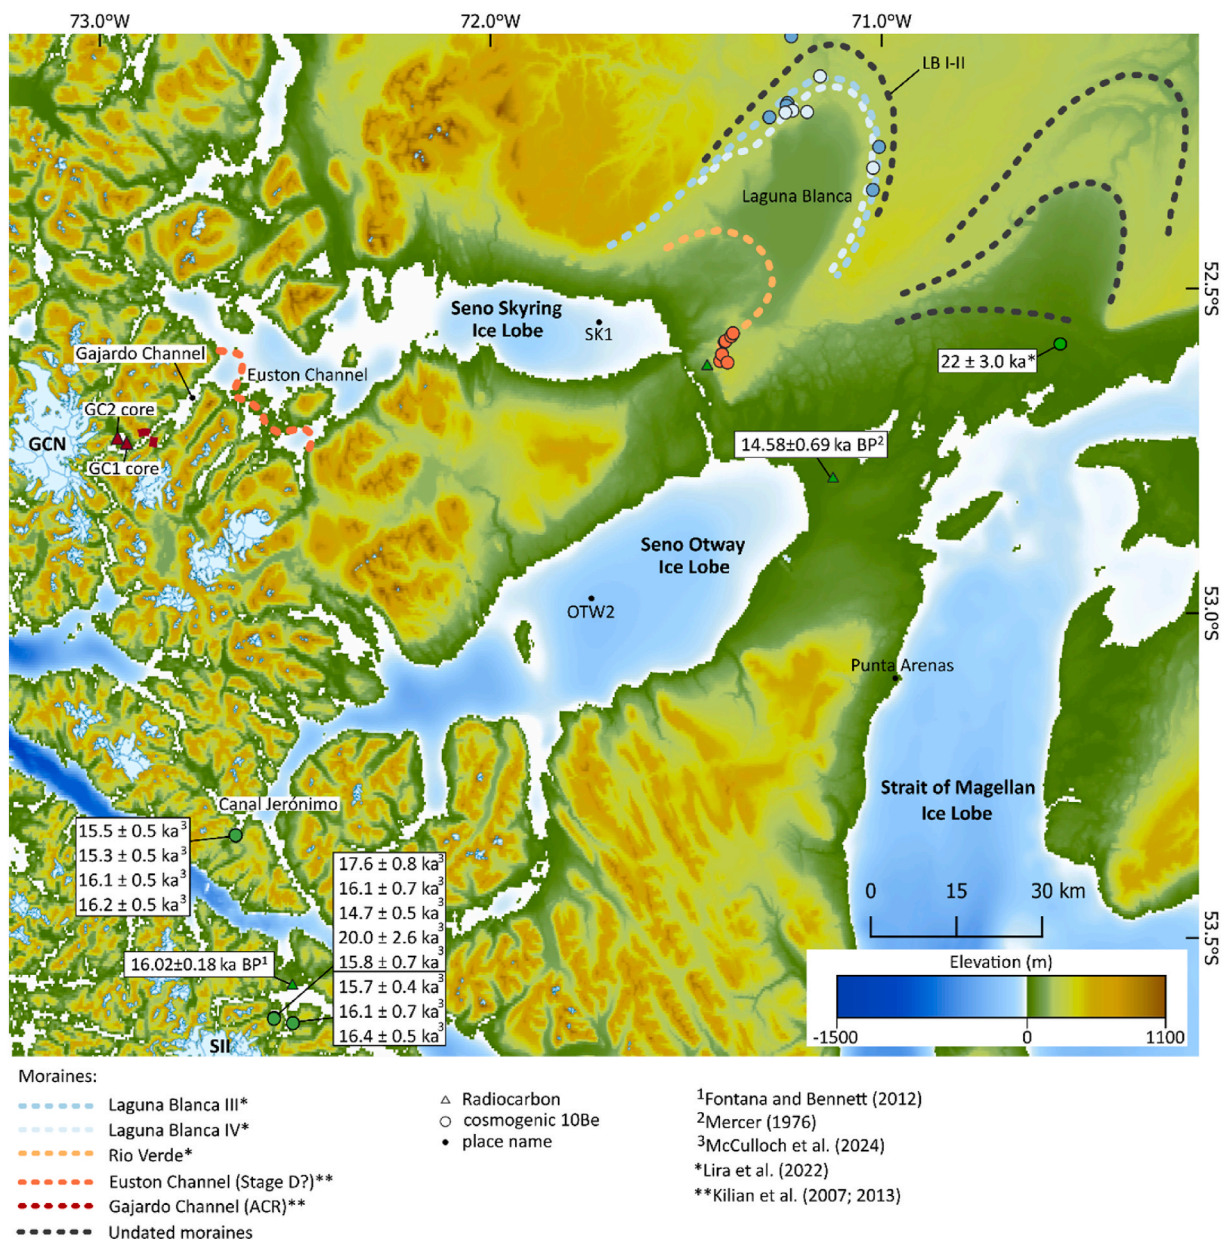 73.0°W
72.0°W
71.0°W
LB I-II
Laguna Blanca
52.5°S
Seno Skyring
Ice Lobe
SK1
Gajardo Channel
Euston Channel
22 ± 3.0 ka*
GC2 core
GCN
GC1 core
14.58±0.69 ka BP²
Seno Otway
Ice Lobe
OTW2
53.0°S
Punta Arenas
Strait of Magellan
Ice Lobe
Canal Jerónimo
15.5 ± 0.5 ka³
15.3 ± 0.5 ka³
16.1 ± 0.5 ka³
16.2 ± 0.5 ka³
17.6 ± 0.8 ka³
16.1 ± 0.7 ka³
14.7 ± 0.5 ka³
20.0 ± 2.6 ka³
15.8 ± 0.7 ka³
15.7 ± 0.4 ka³
16.1 ± 0.7 ka³
16.4 ± 0.5 ka³
16.02±0.18 ka BP¹
SII
0 15 30 km
53.5°S
Elevation (m)
-1500 0 1100
Moraines:
Laguna Blanca III*
Laguna Blanca IV*
Rio Verde*
Euston Channel (Stage D?)**
Gajardo Channel (ACR)**
Undated moraines
Radiocarbon
cosmogenic 10Be
place name
¹Fontana and Bennett (2012)
²Mercer (1976)
³McCulloch et al. (2024)
*Lira et al. (2022)
**Kilian et al. (2007; 2013)